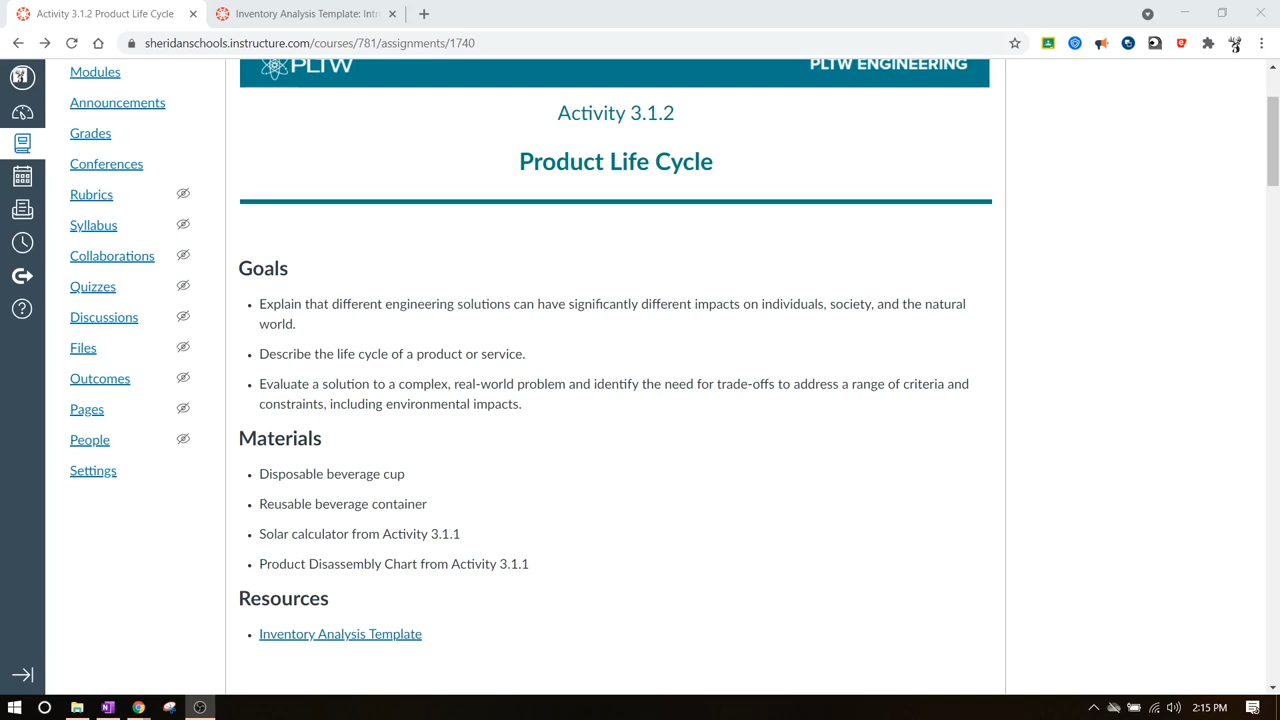 Activity 3.1.2 Product Life Cycle
Inventory Analysis Template: Intr
sheridanschools.instructure.com/courses/781/assignments/1740
PLTW
PLTW ENGINEERING
Modules
Announcements
Grades
Conferences
Rubrics
Syllabus
Collaborations
Quizzes
Discussions
Files
Outcomes
Pages
People
Settings
Activity 3.1.2
Product Life Cycle
Goals
• Explain that different engineering solutions can have significantly different impacts on individuals, society, and the natural
world.
• Describe the life cycle of a product or service.
• Evaluate a solution to a complex, real-world problem and identify the need for trade-offs to address a range of criteria and
constraints, including environmental impacts.
Materials
• Disposable beverage cup
• Reusable beverage container
• Solar calculator from Activity 3.1.1
• Product Disassembly Chart from Activity 3.1.1
Resources
• Inventory Analysis Template
2:15 PM